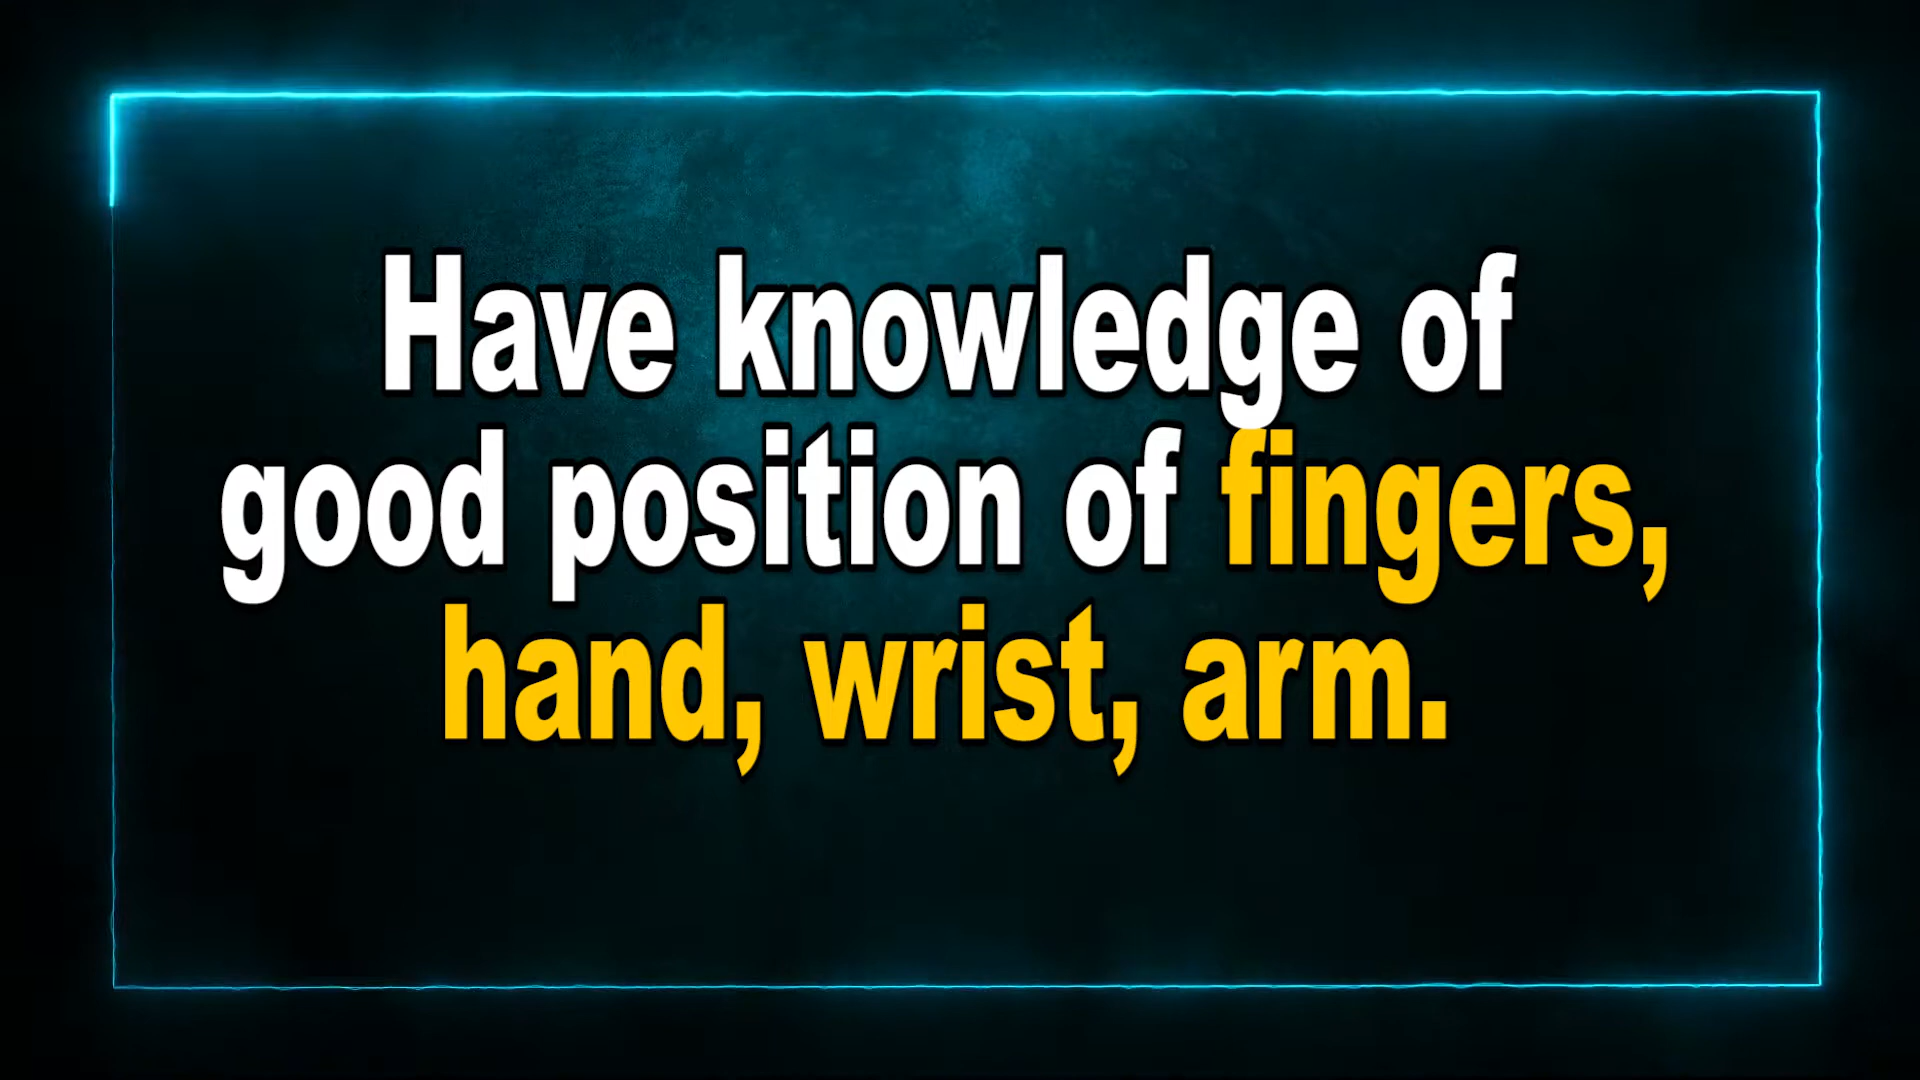 Have knowledge of
good position of fingers,
hand, wrist, arm.